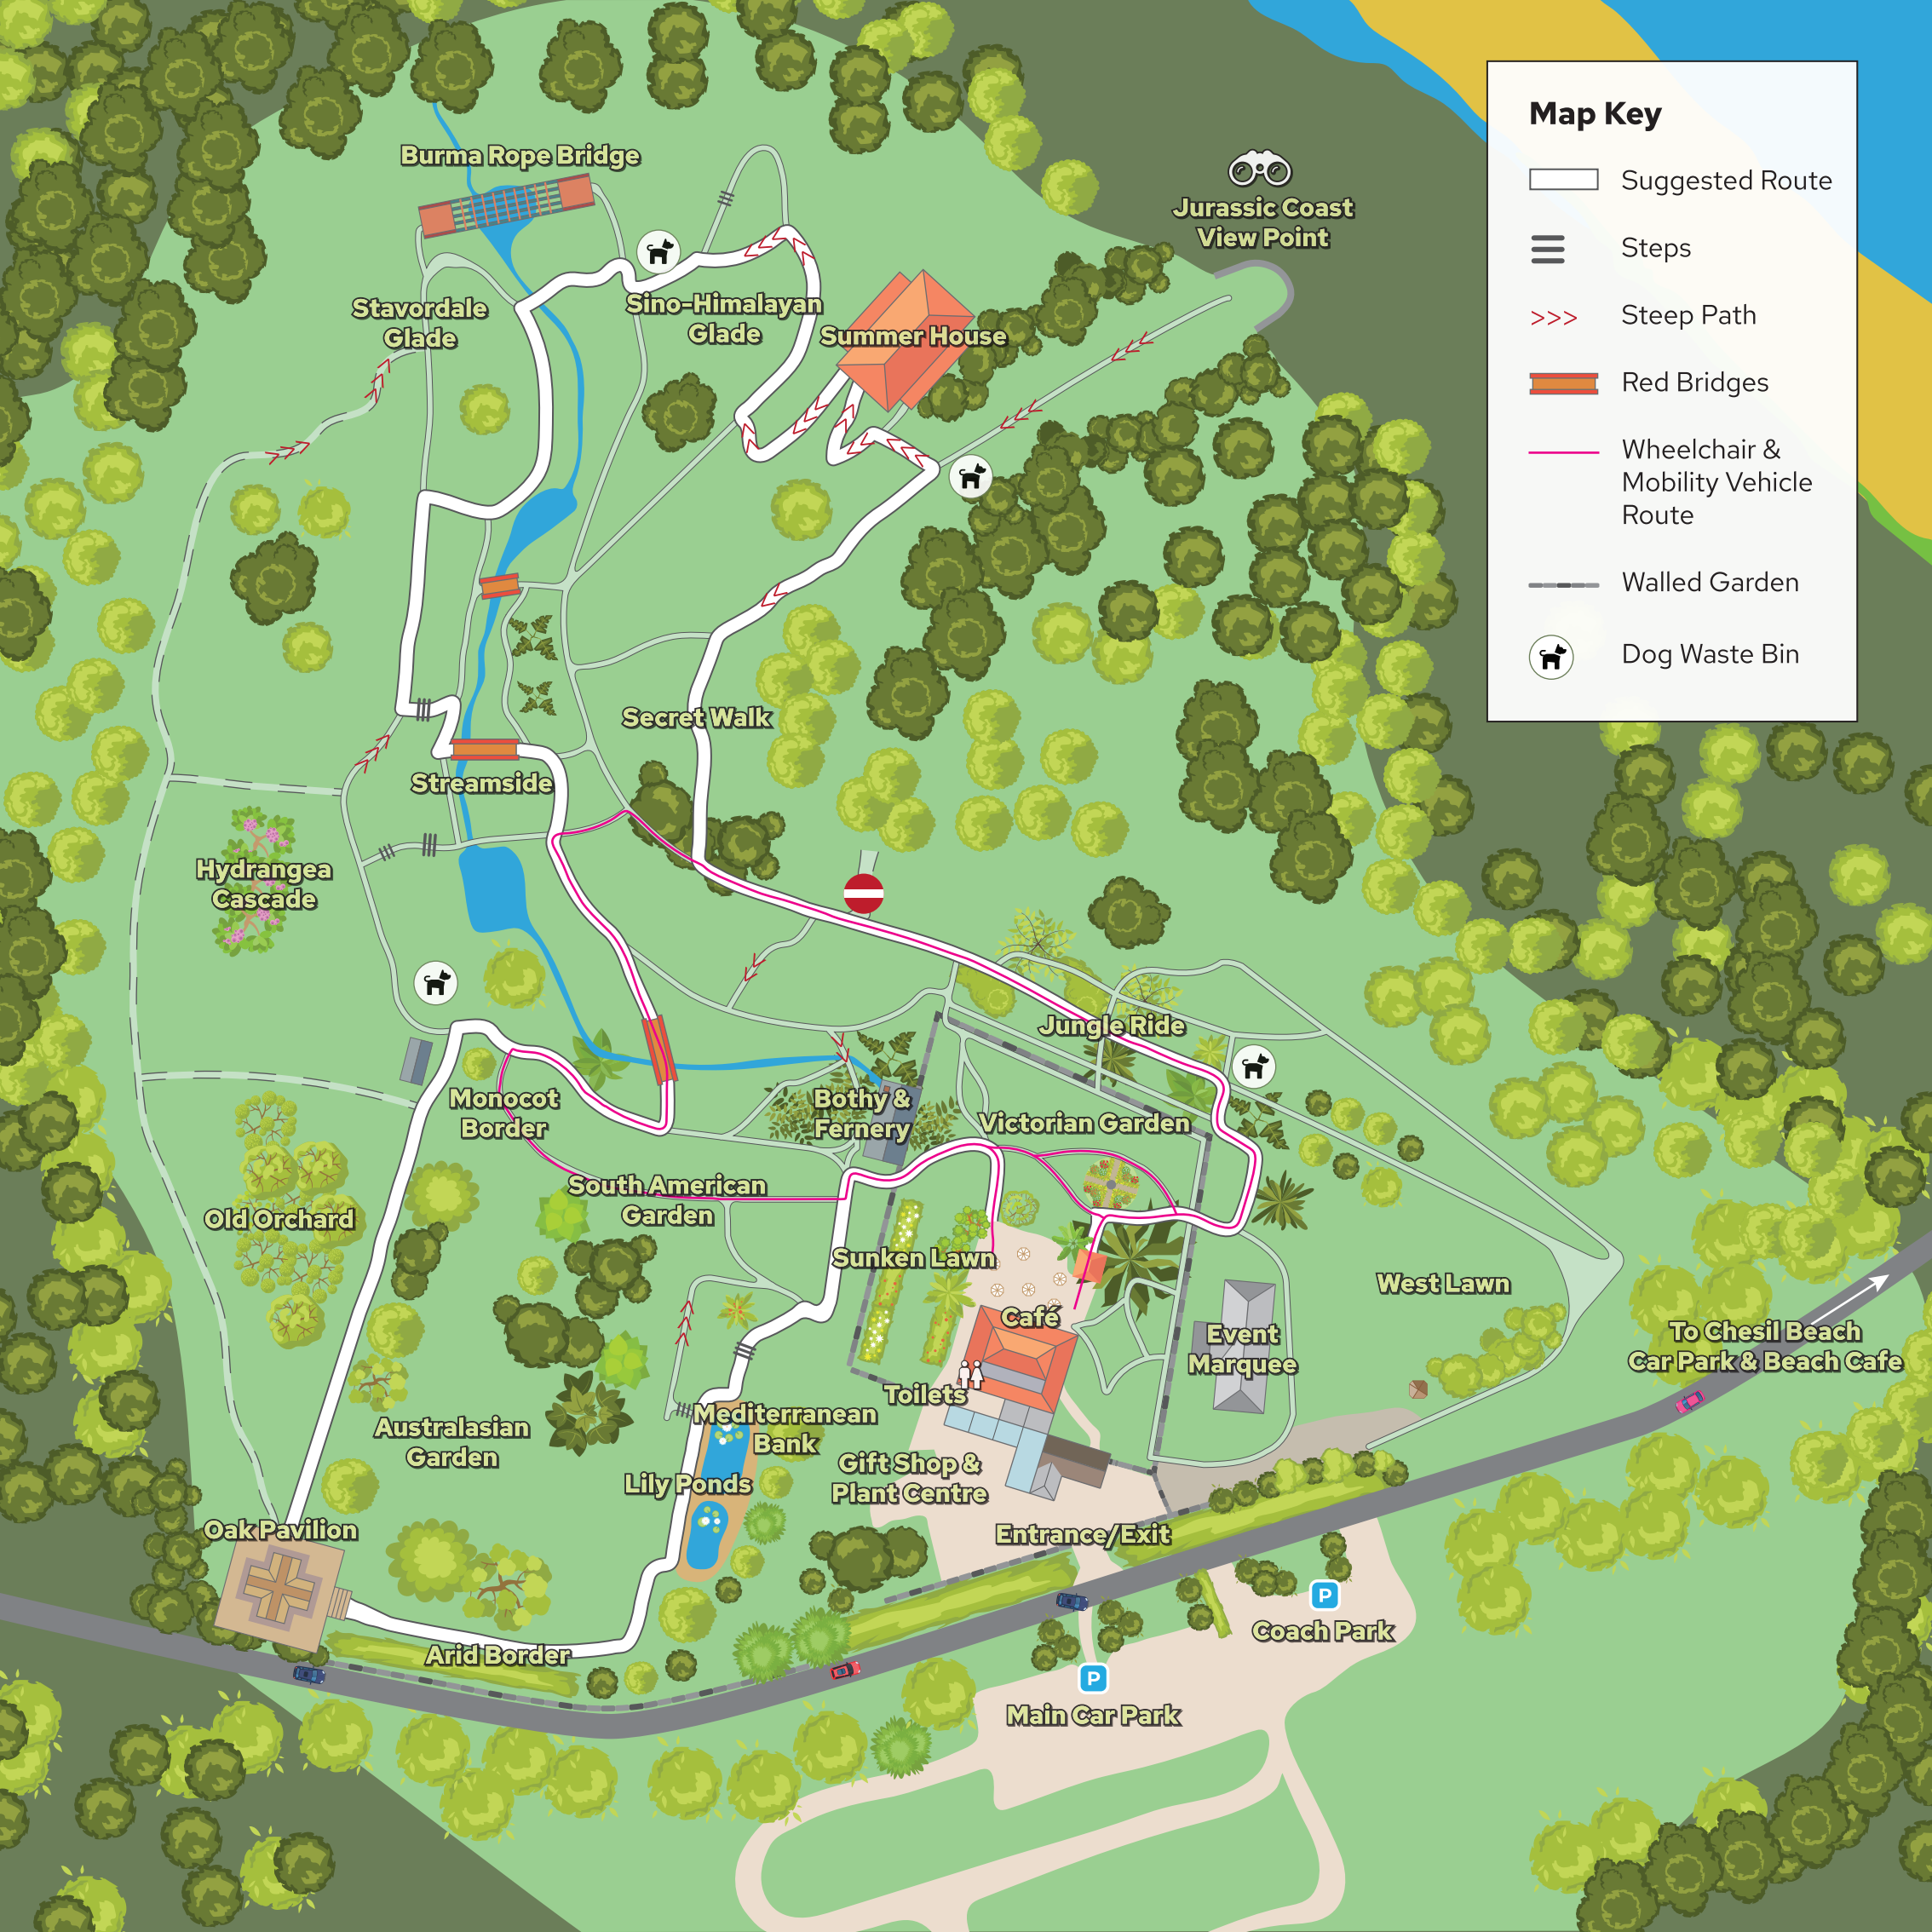 Map Key
Suggested Route
Steps
>>> Steep Path
Red Bridges
Wheelchair &
Mobility Vehicle
Route
Walled Garden
Dog Waste Bin
Burma Rope Bridge
Jurassic Coast
View Point
Stavordale
Glade
Sino-Himalayan
Glade
Summer House
Secret Walk
Streamside
Hydrangea
Cascade
Jungle Ride
Monocot
Border
Bothy &
Fernery
Victorian Garden
South American
Garden
Old Orchard
Sunken Lawn
West Lawn
Café
Event
Marquee
To Chesil Beach
Car Park & Beach Cafe
Toilets
Mediterranean
Bank
Australasian
Garden
Lily Ponds
Gift Shop &
Plant Centre
Oak Pavilion
Entrance/Exit
P
Coach Park
Arid Border
P
Main Car Park